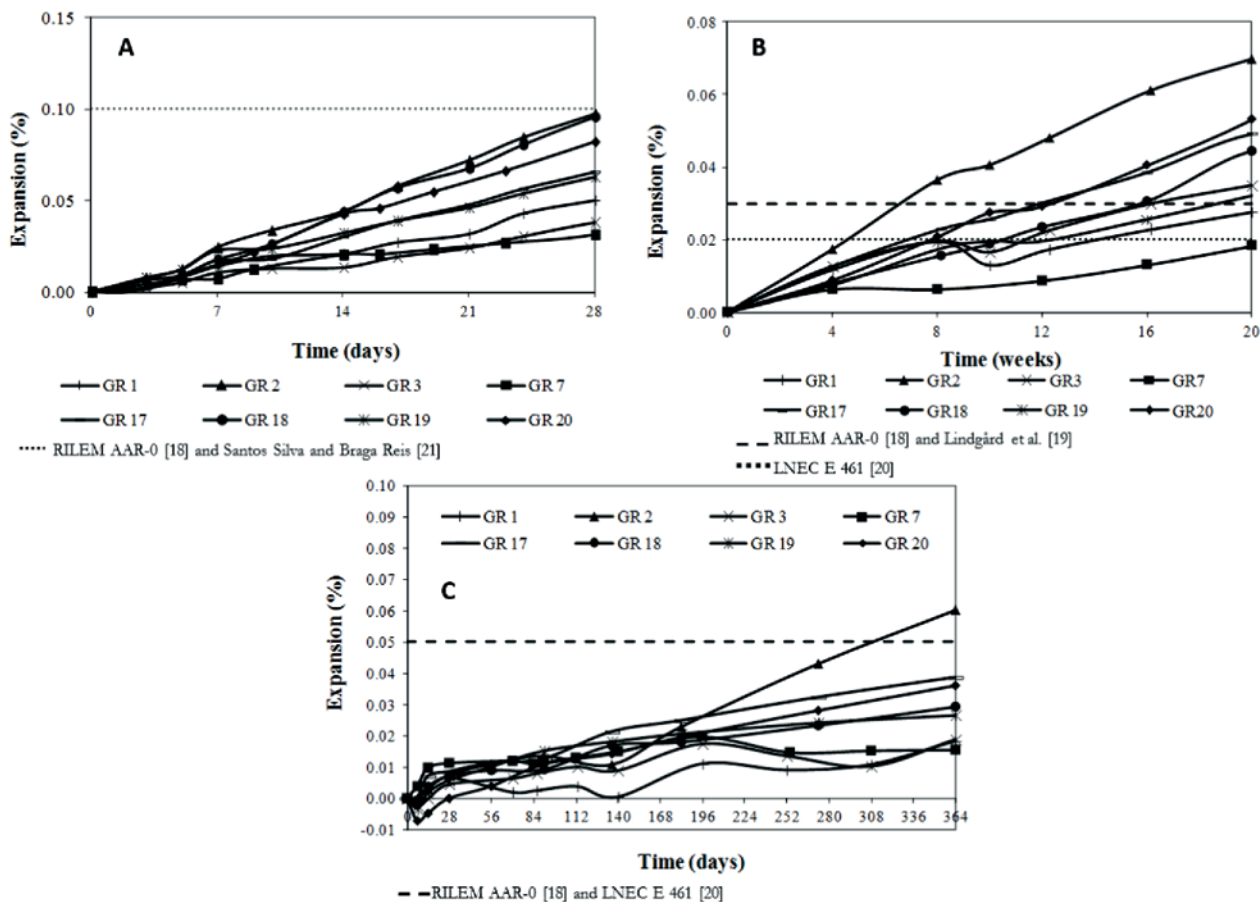 A
Expansion (%)
0.15
0.10
0.05
0.00
0 7 14 21 28
Time (days)
GR 1 GR 2 GR 3 GR 7
GR 17 GR 18 GR 19 GR 20
RILEM AAR-0 [18] and Santos Silva and Braga Reis [21]
B
Expansion (%)
0.08
0.06
0.04
0.02
0.00
0 4 8 12 16 20
Time (weeks)
GR1 GR2 GR3 GR7
GR17 GR18 GR 19 GR20
RILEM AAR-0 [18] and Lindgård et al. [19]
LNEC E 461 [20]
C
Expansion (%)
0.10
0.09
0.08
0.07
0.06
0.05
0.04
0.03
0.02
0.01
0.00
-0.01
GR 1 GR 2 GR 3 GR 7
GR 17 GR 18 GR 19 GR 20
0 28 56 84 112 140 168 196 224 252 280 308 336 364
Time (days)
RILEM AAR-0 [18] and LNEC E 461 [20]